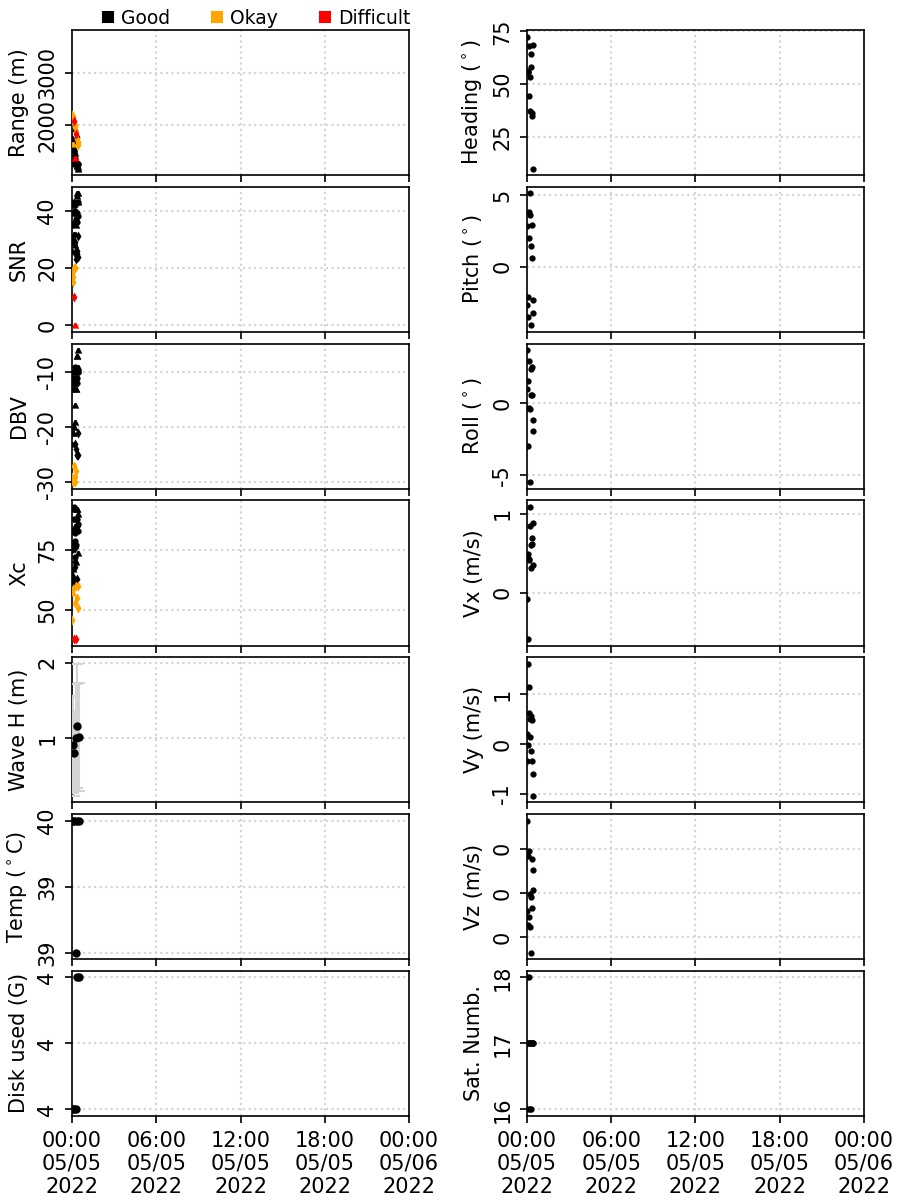 Good Okay Difficult
Range (m)
3000
2000
SNR
40
20
0
DBV
-10
-20
-30
Xc
75
50
Wave H (m)
2
1
Temp (°C)
40
39
39
Disk used (G)
4
4
4
00:00 06:00 12:00 18:00 00:00
05/05 05/05 05/05 05/05 05/06
2022 2022 2022 2022 2022
Heading (°)
75
50
25
Pitch (°)
5
0
Roll (°)
0
-5
Vx (m/s)
1
0
Vy (m/s)
1
0
-1
Vz (m/s)
0
0
0
Sat. Numb.
18
17
16
00:00 06:00 12:00 18:00 00:00
05/05 05/05 05/05 05/05 05/06
2022 2022 2022 2022 2022